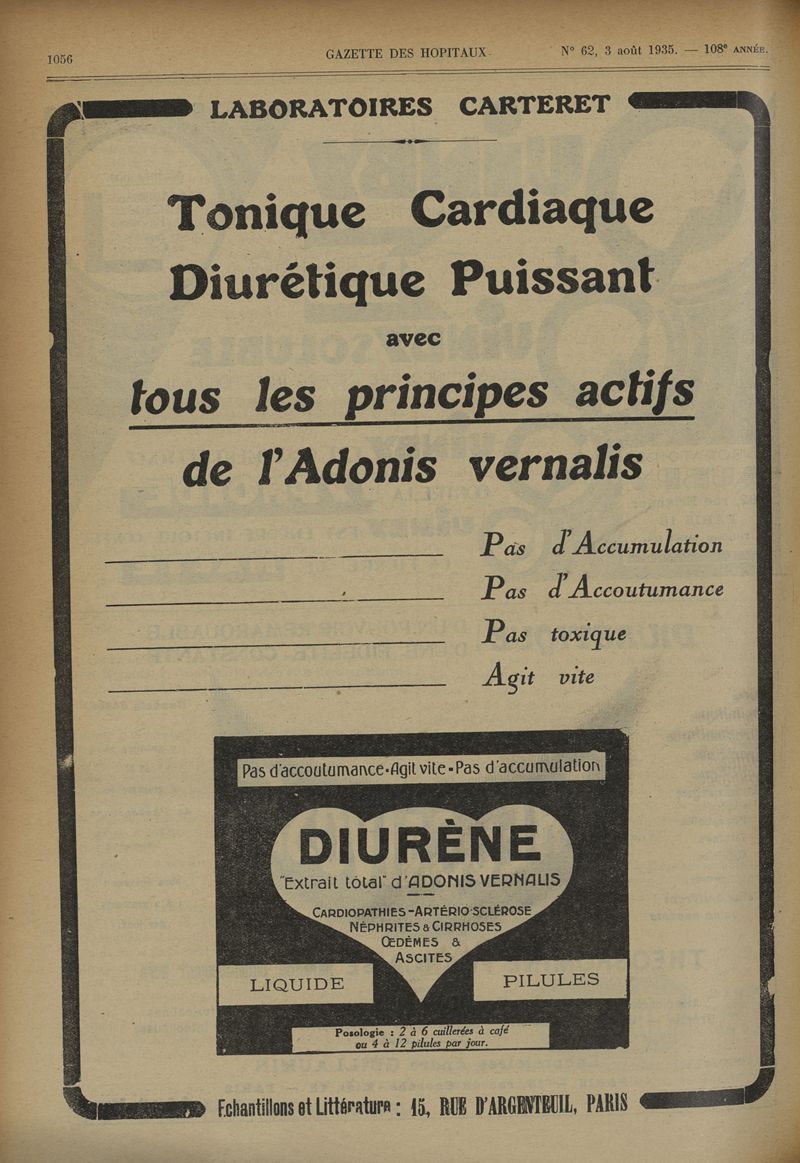 1056
GAZETTE DES HOPITAUX
N° 62, 3 août 1935. — 108e ANNÉE.
LABORATOIRES CARTERET
Tonique Cardiaque
Diurétique Puissant
avec
tous les principes actifs
de l'Adonis vernalis
Pas d'Accumulation
Pas d'Accoutumance
Pas toxique
Agit vite
Pas d'accoutumance-Agit vite-Pas d'accumulation
DIURÈNE
"Extrait total" d'ADONIS VERNALIS
CARDIOPATHIES-ARTÉRIO-SCLÉROSE
NÉPHRITES & CIRRHOSES
ŒDÈMES &
ASCITES
LIQUIDE
PILULES
Posologie : 2 à 6 cuillerées à café
ou 4 à 12 pilules par jour.
Echantillons et Littérature : 15, RUE D'ARGENTEUIL, PARIS